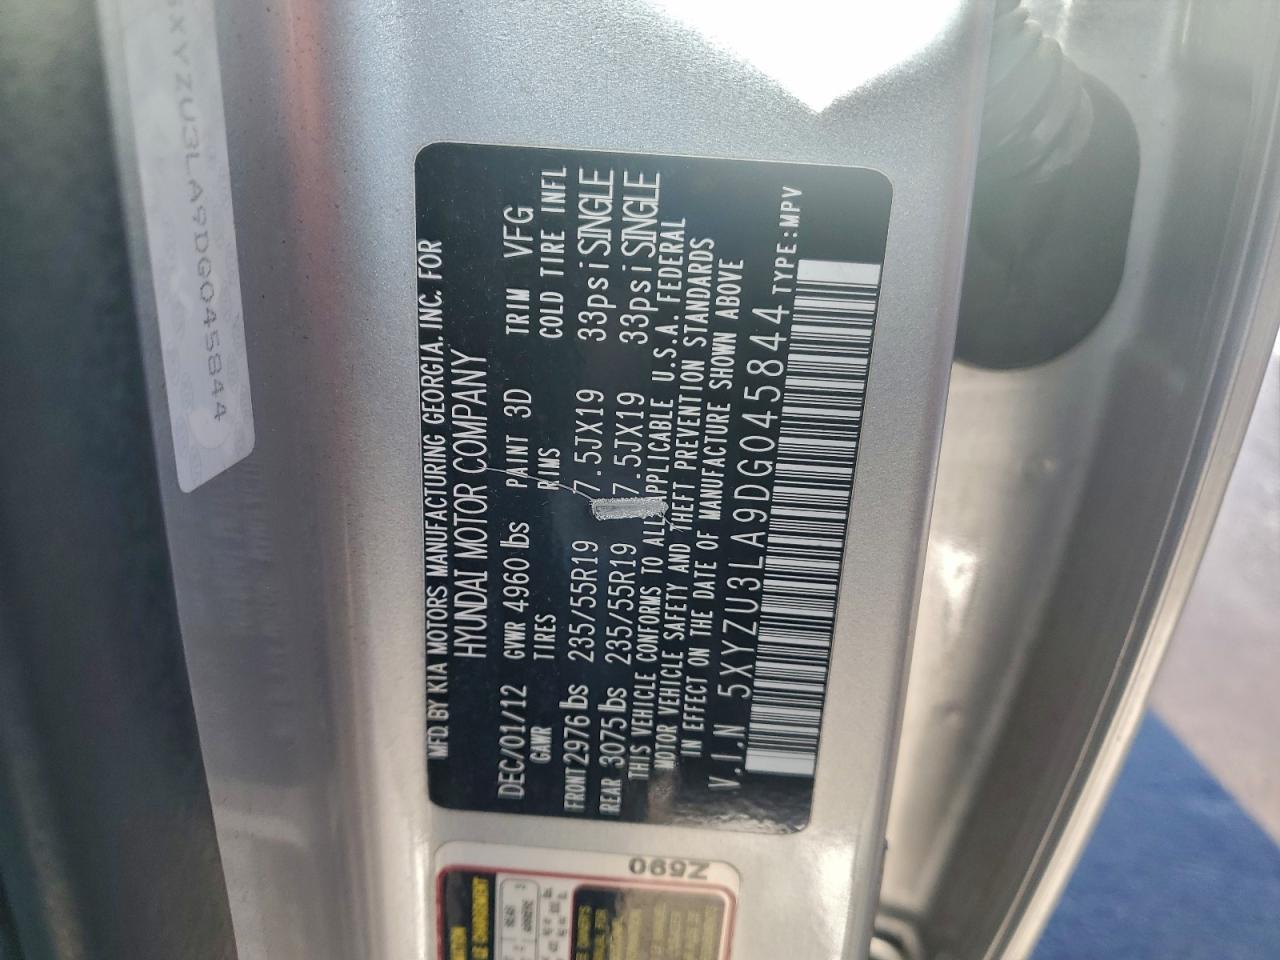 5XYZU3LA9DG045844
MFD BY KIA MOTORS MANUFACTURING GEORGIA. INC. FOR
HYUNDAI MOTOR COMPANY
DEC/01/12 GVWR 4960 lbs PAINT 3D TRIM VFG
GAWR TIRES RIMS COLD TIRE INFL
FRONT 2976 lbs 235/55R19 7.5JX19 33psi SINGLE
REAR 3075 lbs 235/55R19 7.5JX19 33psi SINGLE
THIS VEHICLE CONFORMS TO ALL APPLICABLE U.S.A. FEDERAL
MOTOR VEHICLE SAFETY AND THEFT PREVENTION STANDARDS
IN EFFECT ON THE DATE OF MANUFACTURE SHOWN ABOVE
V.I.N 5XYZU3LA9DG045844 TYPE:MPV
Z590